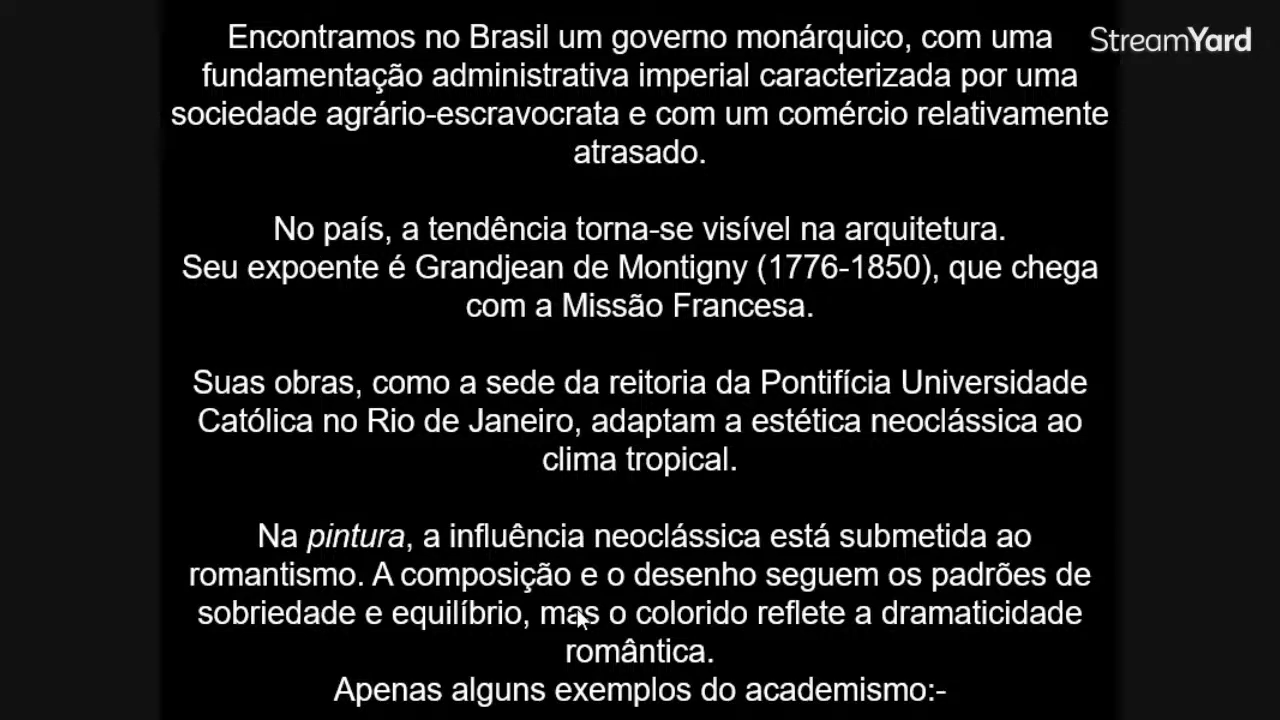 Encontramos no Brasil um governo monárquico, com uma
StreamYard
fundamentação administrativa imperial caracterizada por uma
sociedade agrário-escravocrata e com um comércio relativamente
atrasado.
No país, a tendência torna-se visível na arquitetura.
Seu expoente é Grandjean de Montigny (1776-1850), que chega
com a Missão Francesa.
Suas obras, como a sede da reitoria da Pontifícia Universidade
Católica no Rio de Janeiro, adaptam a estética neoclássica ao
clima tropical.
Na pintura, a influência neoclássica está submetida ao
romantismo. A composição e o desenho seguem os padrões de
sobriedade e equilíbrio, mas o colorido reflete a dramaticidade
romântica.
Apenas alguns exemplos do academismo:-